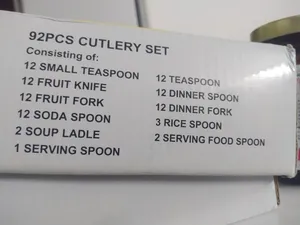 92PCS CUTLERY SET
Consisting of:
12 SMALL TEASPOON
12 FRUIT KNIFE
12 FRUIT FORK
12 SODA SPOON
2 SOUP LADLE
1 SERVING SPOON
12 TEASPOON
12 DINNER SPOON
12 DINNER FORK
3 RICE SPOON
2 SERVING FOOD SPOON